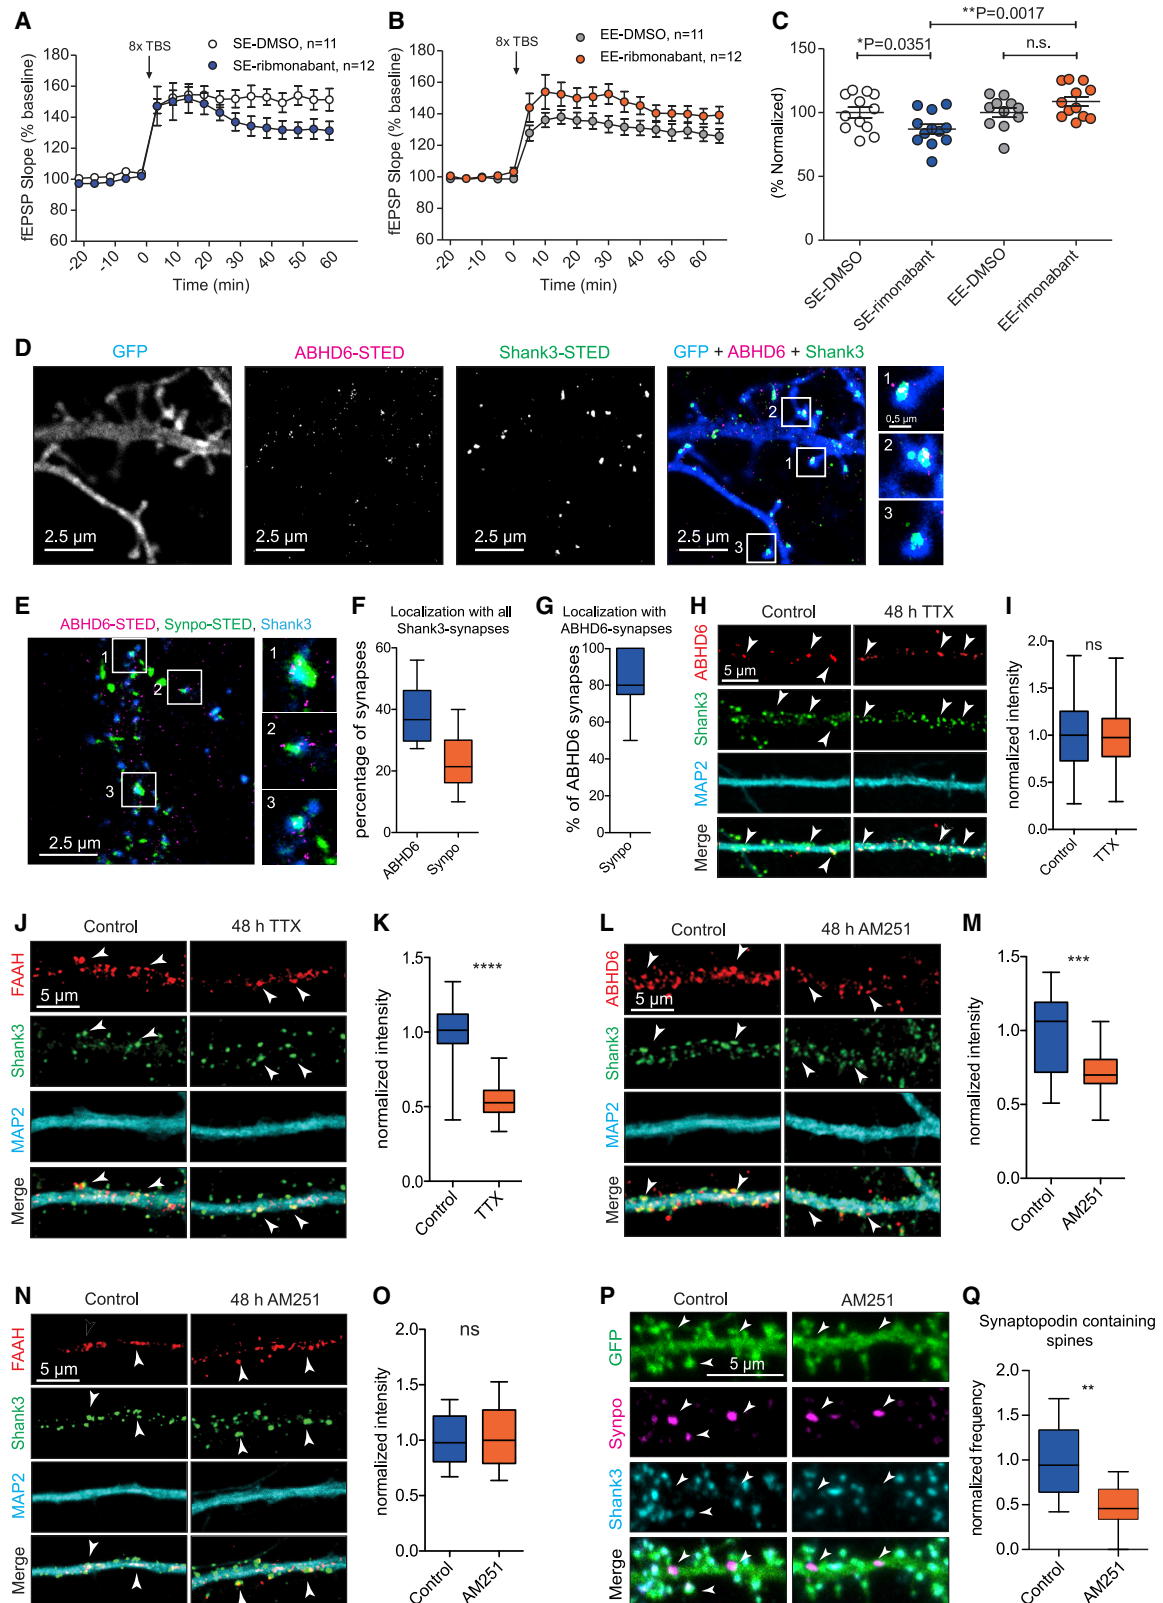 A
8x TBS
SE-DMSO, n=11
SE-ribmonabant, n=12
fEPSP Slope (% baseline)
180
160
140
120
100
80
60
-20
-10
0
10
20
30
40
50
60
Time (min)
B
8x TBS
EE-DMSO, n=11
EE-ribmonabant, n=12
fEPSP Slope (% baseline)
180
160
140
120
100
80
60
-20
-10
0
10
20
30
40
50
60
Time (min)
C
**P=0.0017
*P=0.0351
n.s.
(% Normalized)
150
100
50
0
SE-DMSO
SE-rimonabant
EE-DMSO
EE-rimonabant
D
GFP
ABHD6-STED
Shank3-STED
GFP + ABHD6 + Shank3
2.5 µm
2.5 µm
2.5 µm
2.5 µm
2
1
3
1
0.5 µm
2
3
E
ABHD6-STED, Synpo-STED, Shank3
1
2
3
2.5 µm
1
2
3
F
Localization with all
Shank3-synapses
percentage of synapses
60
40
20
0
ABHD6
Synpo
G
Localization with
ABHD6-synapses
% of ABHD6 synapses
100
80
60
40
20
0
Synpo
H
Control
48 h TTX
ABHD6
5 µm
Shank3
MAP2
Merge
I
ns
normalized intensity
2.0
1.5
1.0
0.5
0.0
Control
TTX
J
Control
48 h TTX
FAAH
5 µm
Shank3
MAP2
Merge
K
****
normalized intensity
1.5
1.0
0.5
0.0
Control
TTX
L
Control
48 h AM251
ABHD6
5 µm
Shank3
MAP2
Merge
M
***
normalized intensity
1.5
1.0
0.5
0.0
Control
AM251
N
Control
48 h AM251
FAAH
5 µm
Shank3
MAP2
Merge
O
ns
normalized intensity
2.0
1.5
1.0
0.5
0.0
Control
AM251
P
Control
AM251
GFP
5 µm
Synpo
Shank3
Merge
Q
Synaptopodin containing
spines
**
normalized frequency
2.0
1.5
1.0
0.5
0.0
Control
AM251